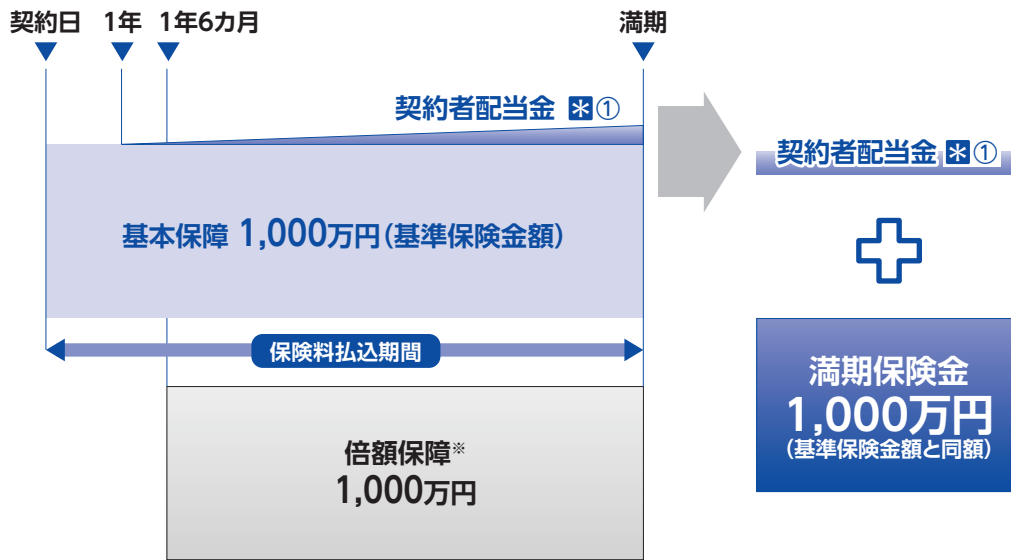 契約日 1年 1年6カ月 満期
契約者配当金 *①
基本保障 1,000万円(基準保険金額)
保険料払込期間
倍額保障※
1,000万円
契約者配当金 *①
満期保険金
1,000万円
(基準保険金額と同額)